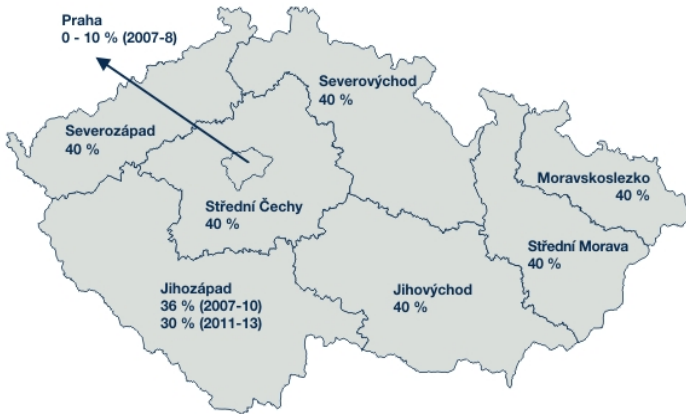 Praha
0 - 10 % (2007-8)
Severovýchod
40 %
Severozápad
40 %
Moravskoslezko
40 %
Střední Čechy
40 %
Střední Morava
40 %
Jihozápad
36 % (2007-10)
30 % (2011-13)
Jihovýchod
40 %